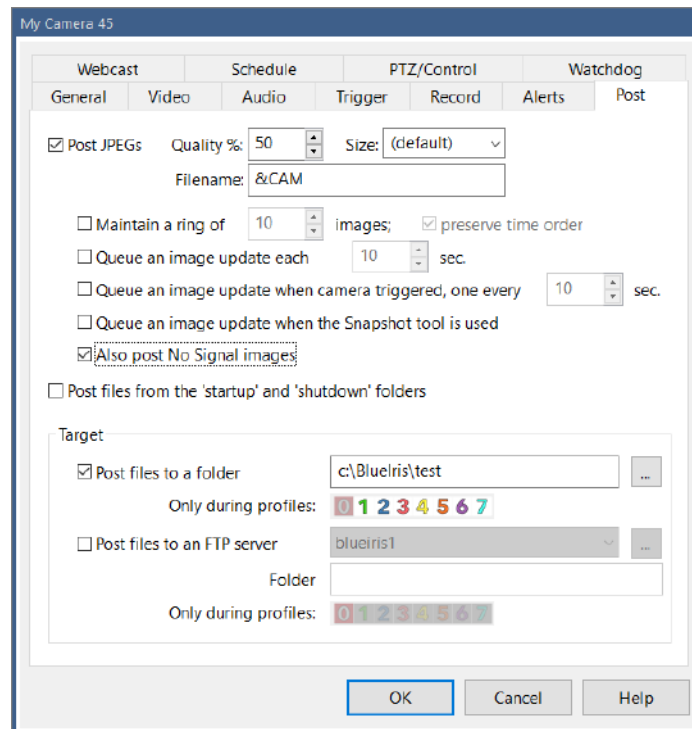 My Camera 45
Webcast Schedule PTZ/Control Watchdog
General Video Audio Trigger Record Alerts Post
Post JPEGs Quality %: 50 Size: (default)
Filename: &CAM
Maintain a ring of 10 images; preserve time order
Queue an image update each 10 sec.
Queue an image update when camera triggered, one every 10 sec.
Queue an image update when the Snapshot tool is used
Also post No Signal images
Post files from the 'startup' and 'shutdown' folders
Target
Post files to a folder c:\BlueIris\test ...
Only during profiles: 0 1 2 3 4 5 6 7
Post files to an FTP server blueiris1 ...
Folder
Only during profiles: 0 1 2 3 4 5 6 7
OK Cancel Help